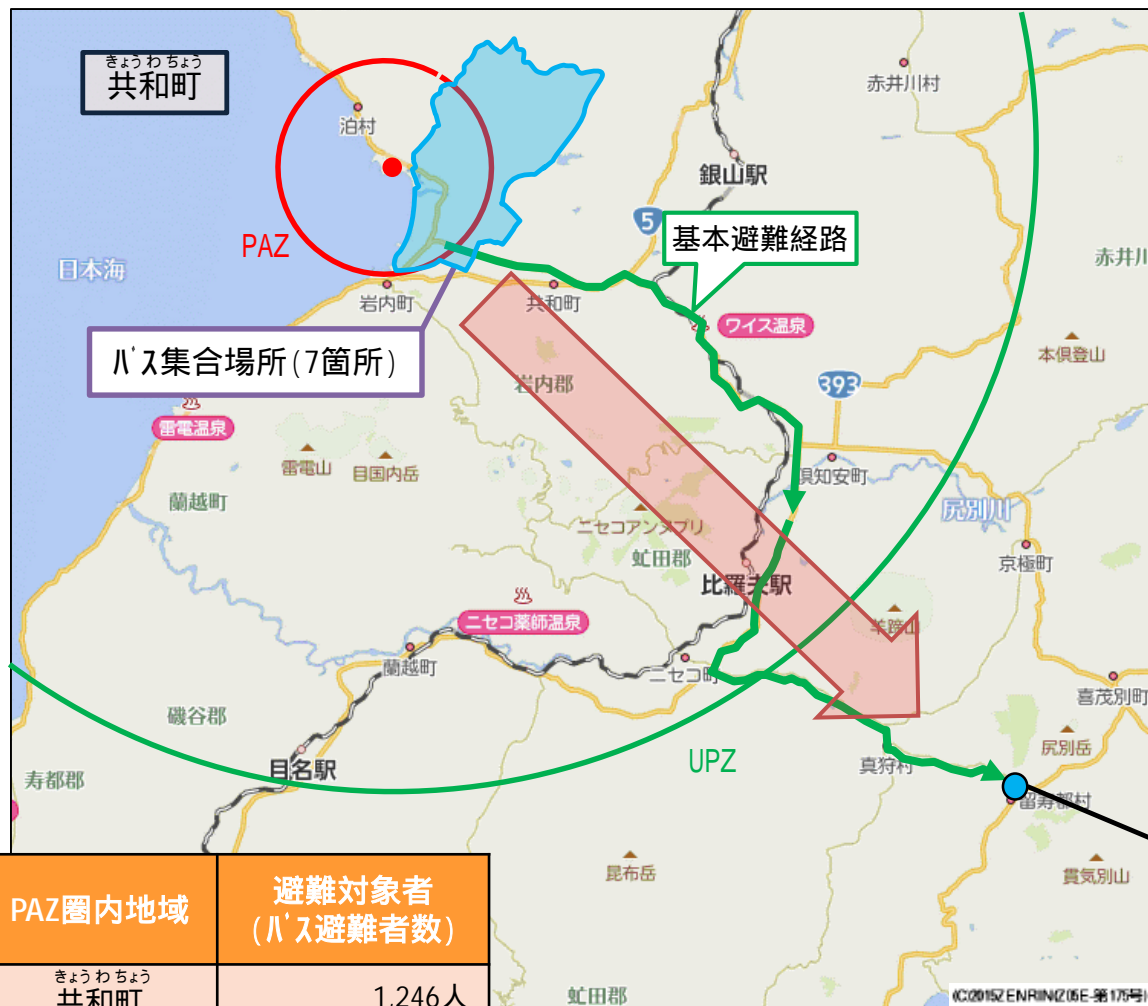 きょうわちょう
共和町
赤井川村
泊村
銀山駅
5
基本避難経路
PAZ
日本海
赤井川
岩内町
共和町
ワイス温泉
本倶登山
バス集合場所(7箇所)
岩内郡
393
雷電温泉
雷電山
目国内岳
倶知安町
蘭越町
尻別川
ニセコアンヌプリ
京極町
虻田郡
比羅夫駅
羊蹄山
ニセコ薬師温泉
蘭越町
ニセコ町
喜茂別町
磯谷郡
尻別岳
UPZ
真狩村
目名駅
寿都郡
留寿都村
昆布岳
貫気別山
PAZ圏内地域
避難対象者
(バス避難者数)
きょうわちょう
共和町
1,246人
虻田郡
(C)2015ZENRIN(Z05E-第175号)